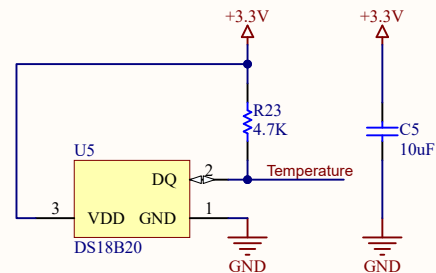 +3.3V
+3.3V
R23
4.7K
C5
10uF
U5
DQ
2
Temperature
3
VDD
GND
1
DS18B20
GND
GND